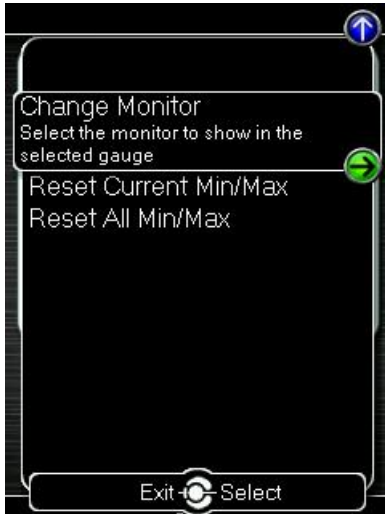 Change Monitor
Select the monitor to show in the
selected gauge
Reset Current Min/Max
Reset All Min/Max
Exit Select